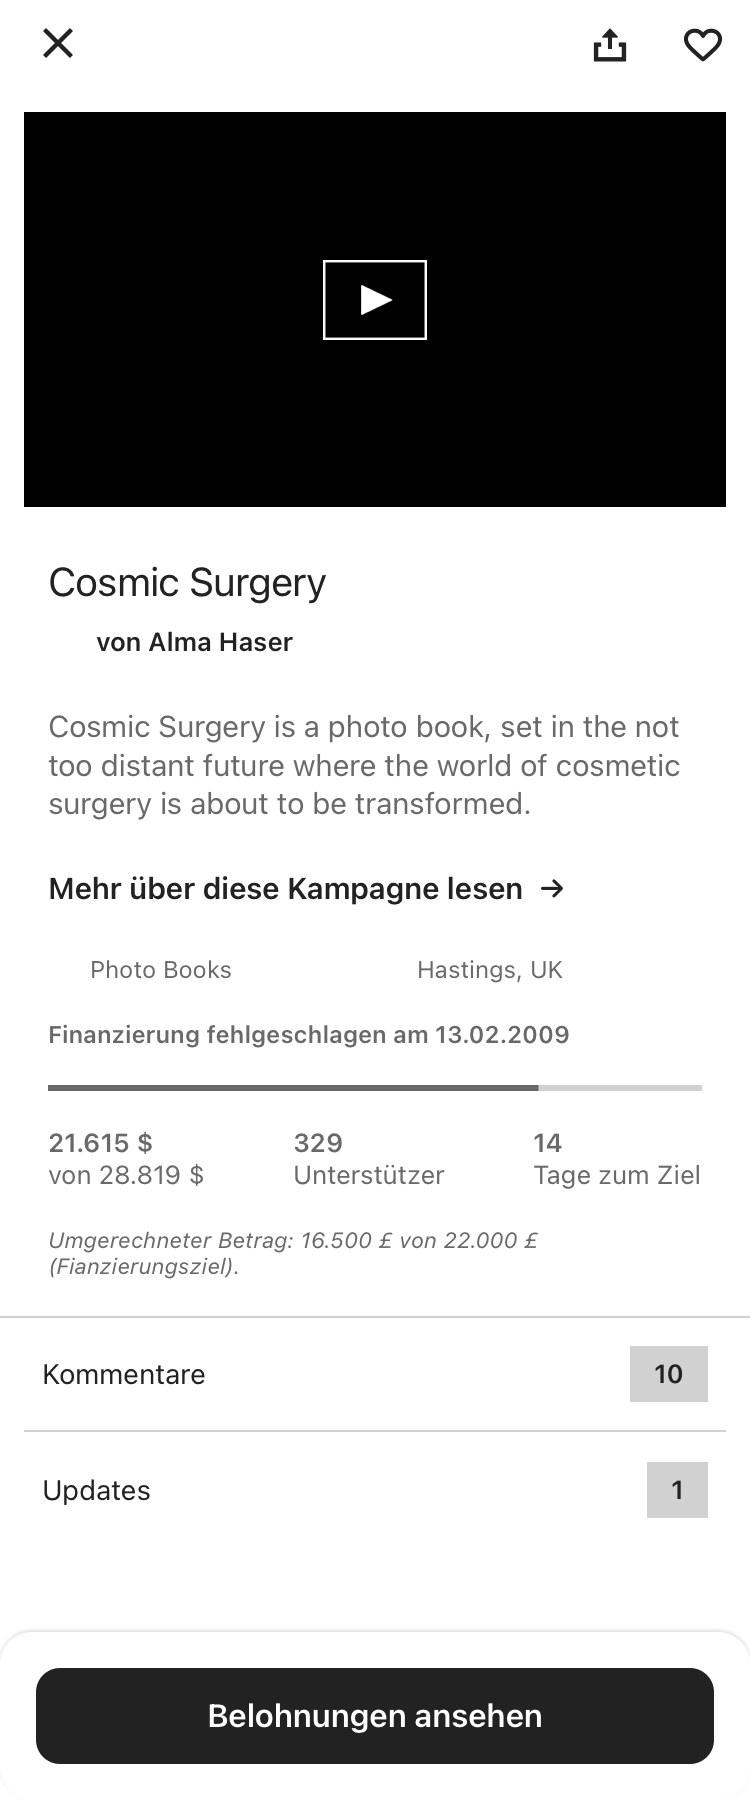 Cosmic Surgery
von Alma Haser
Cosmic Surgery is a photo book, set in the not
too distant future where the world of cosmetic
surgery is about to be transformed.
Mehr über diese Kampagne lesen →
Photo Books
Hastings, UK
Finanzierung fehlgeschlagen am 13.02.2009
21.615 $
von 28.819 $
329
Unterstützer
14
Tage zum Ziel
Umgerechneter Betrag: 16.500 £ von 22.000 £
(Fianzierungsziel).
Kommentare
10
Updates
1
Belohnungen ansehen